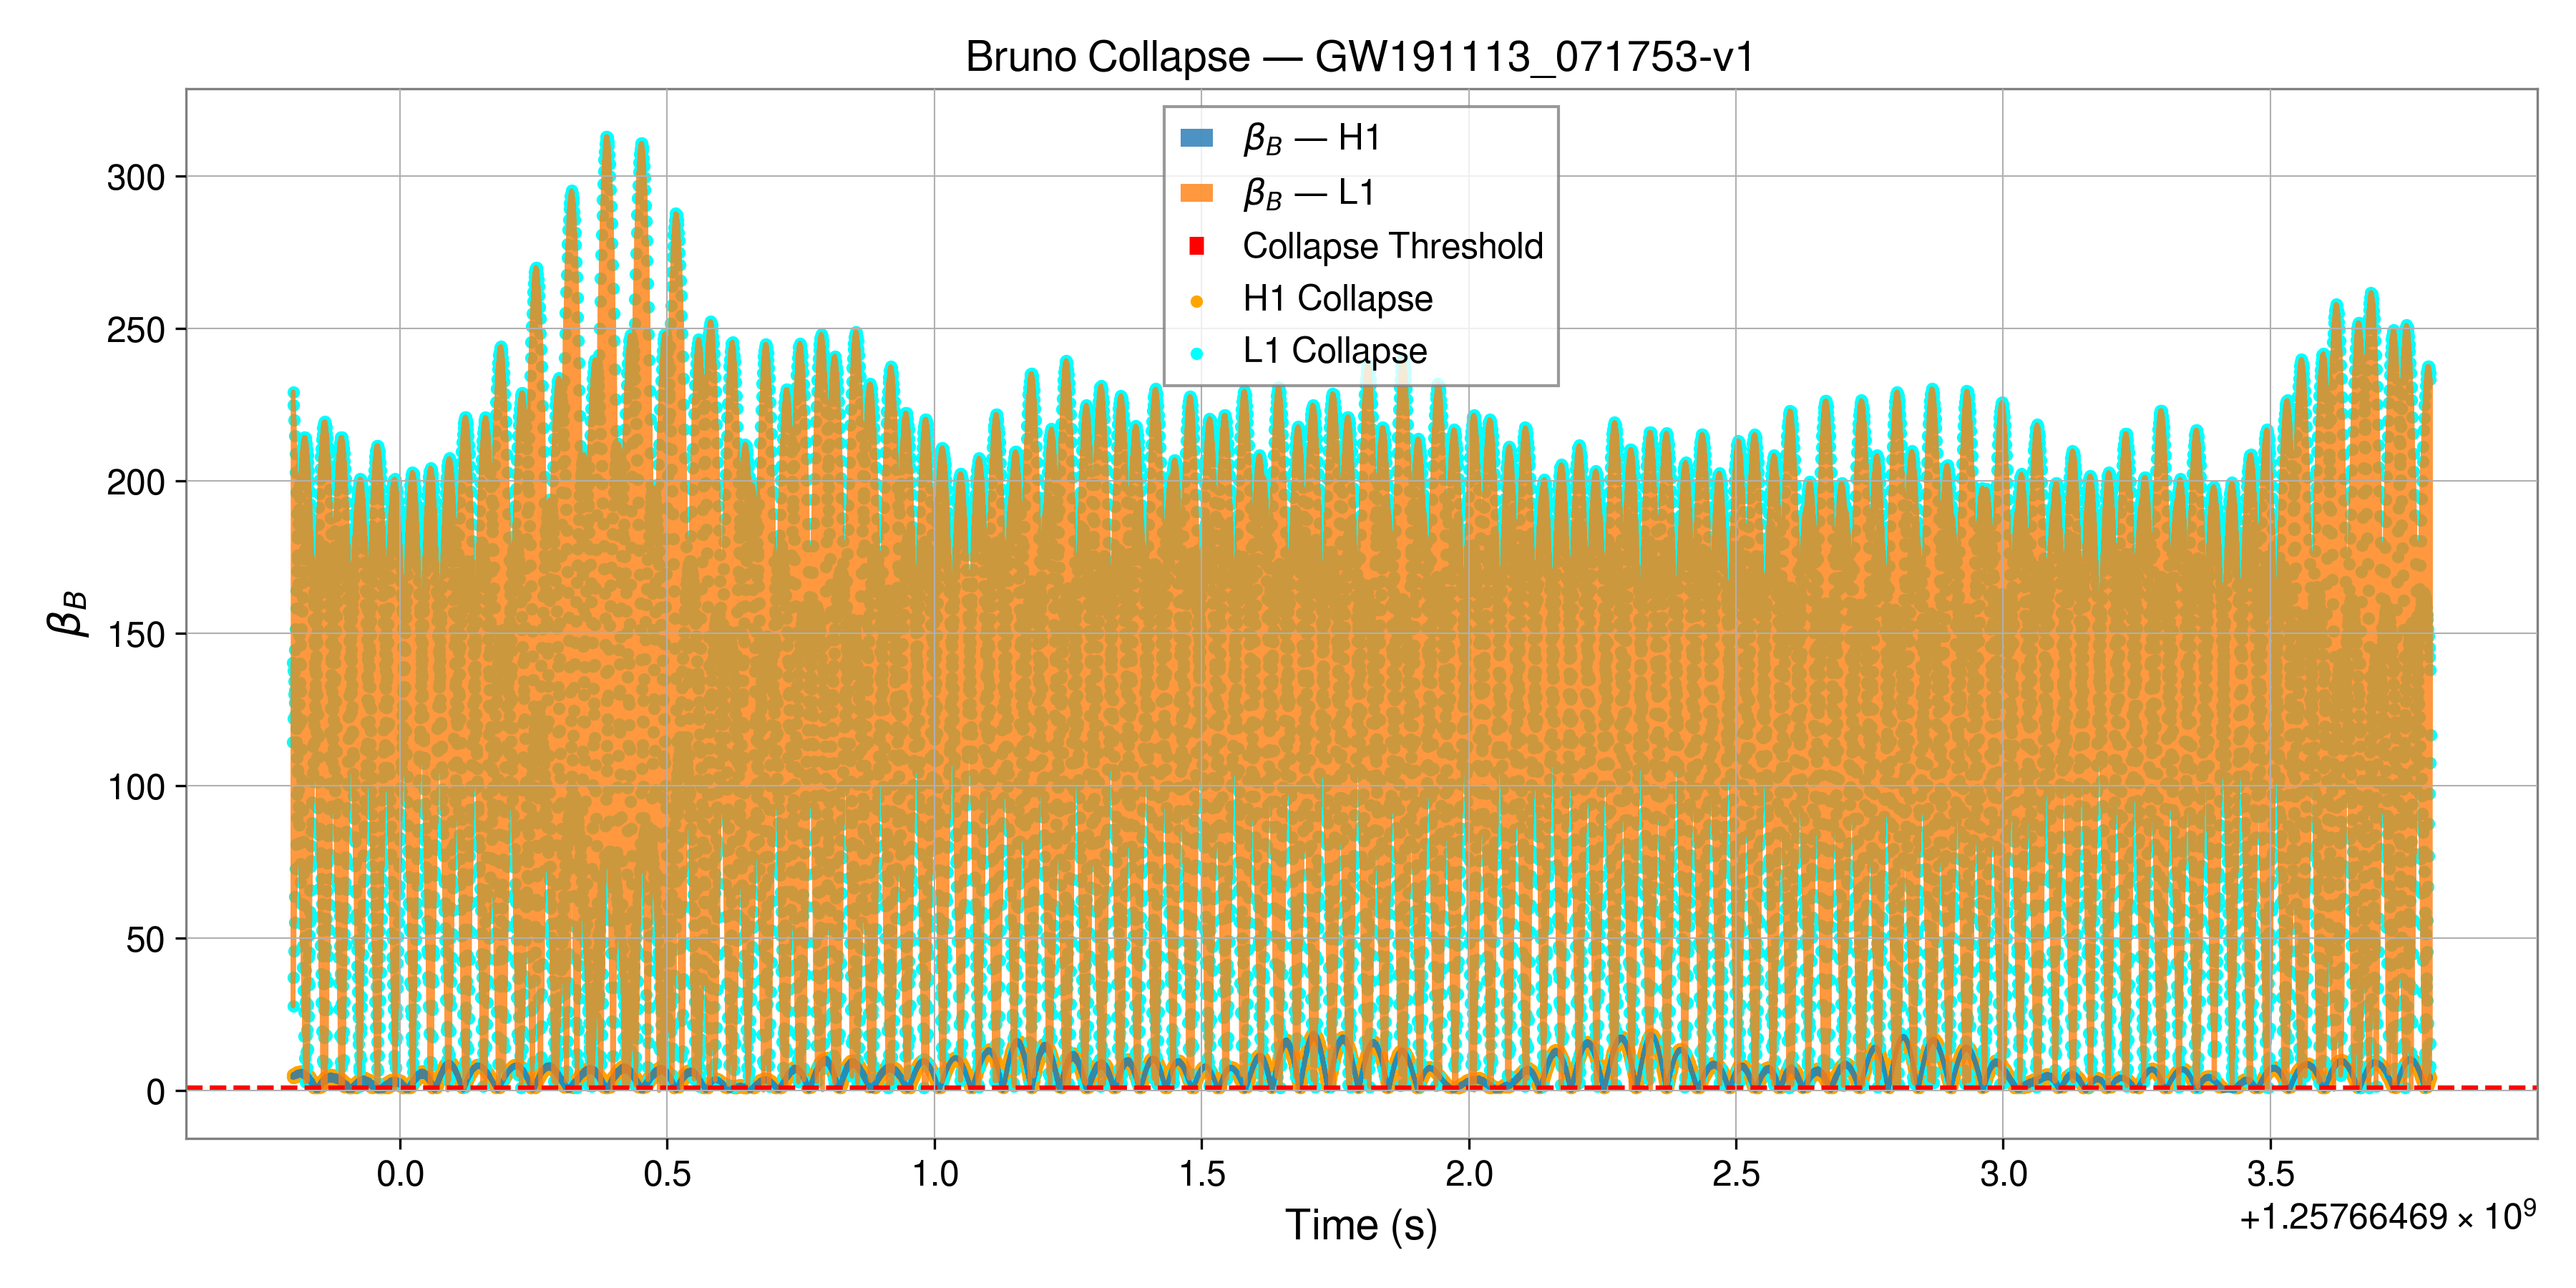 Bruno Collapse — GW191113_071753-v1
β_B — H1
β_B — L1
Collapse Threshold
H1 Collapse
L1 Collapse
β_B
300
250
200
150
100
50
0
0.0 0.5 1.0 1.5 2.0 2.5 3.0 3.5
Time (s)
+1.25766469 × 10⁹